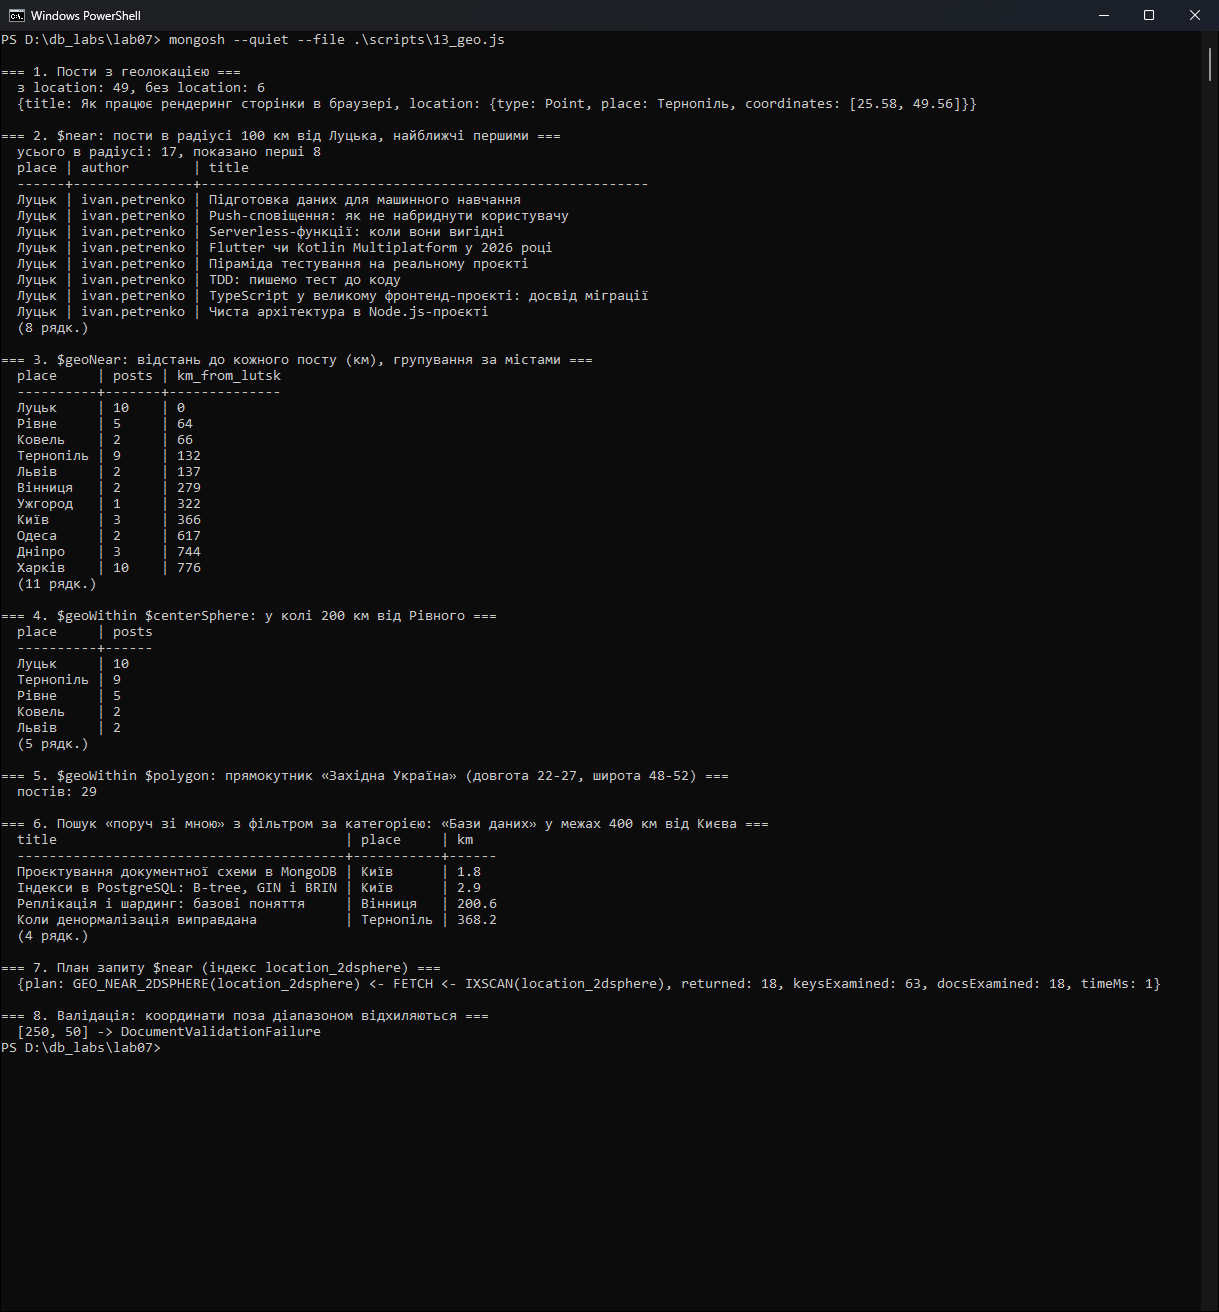 Windows PowerShell
PS D:\db_labs\lab07> mongosh --quiet --file .\scripts\13_geo.js
=== 1. Пости з геолокацією ===
з location: 49, без location: 6
{title: Як працює рендеринг сторінки в браузері, location: {type: Point, place: Тернопіль, coordinates: [25.58, 49.56]}}
=== 2. $near: пости в радіусі 100 км від Луцька, найближчі першими ===
усього в радіусі: 17, показано перші 8
place | author        | title
------+---------------+--------------------------------------------------------
Луцьк | ivan.petrenko | Підготовка даних для машинного навчання
Луцьк | ivan.petrenko | Push-сповіщення: як не набриднути користувачу
Луцьк | ivan.petrenko | Serverless-функції: коли вони вигідні
Луцьк | ivan.petrenko | Flutter чи Kotlin Multiplatform у 2026 році
Луцьк | ivan.petrenko | Піраміда тестування на реальному проєкті
Луцьк | ivan.petrenko | TDD: пишемо тест до коду
Луцьк | ivan.petrenko | TypeScript у великому фронтенд-проєкті: досвід міграції
Луцьк | ivan.petrenko | Чиста архітектура в Node.js-проєкті
(8 рядк.)
=== 3. $geoNear: відстань до кожного посту (км), групування за містами ===
place     | posts | km_from_lutsk
----------+-------+--------------
Луцьк     | 10    | 0
Рівне     | 5     | 64
Ковель    | 2     | 66
Тернопіль | 9     | 132
Львів     | 2     | 137
Вінниця   | 2     | 279
Ужгород   | 1     | 322
Київ      | 3     | 366
Одеса     | 2     | 617
Дніпро    | 3     | 744
Харків    | 10    | 776
(11 рядк.)
=== 4. $geoWithin $centerSphere: у колі 200 км від Рівного ===
place     | posts
----------+------
Луцьк     | 10
Тернопіль | 9
Рівне     | 5
Ковель    | 2
Львів     | 2
(5 рядк.)
=== 5. $geoWithin $polygon: прямокутник «Західна Україна» (довгота 22-27, широта 48-52) ===
постів: 29
=== 6. Пошук «поруч зі мною» з фільтром за категорією: «Бази даних» у межах 400 км від Києва ===
title                                   | place     | km
-----------------------------------------+-----------+------
Проєктування документної схеми в MongoDB | Київ      | 1.8
Індекси в PostgreSQL: B-tree, GIN і BRIN | Київ      | 2.9
Реплікація і шардинг: базові поняття     | Вінниця   | 200.6
Коли денормалізація виправдана           | Тернопіль | 368.2
(4 рядк.)
=== 7. План запиту $near (індекс location_2dsphere) ===
{plan: GEO_NEAR_2DSPHERE(location_2dsphere) <- FETCH <- IXSCAN(location_2dsphere), returned: 18, keysExamined: 63, docsExamined: 18, timeMs: 1}
=== 8. Валідація: координати поза діапазоном відхиляються ===
[250, 50] -> DocumentValidationFailure
PS D:\db_labs\lab07>